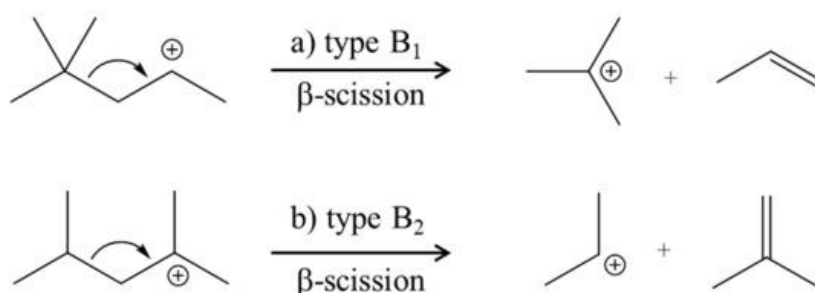 a) type B₁
β-scission
+
b) type B₂
β-scission
+